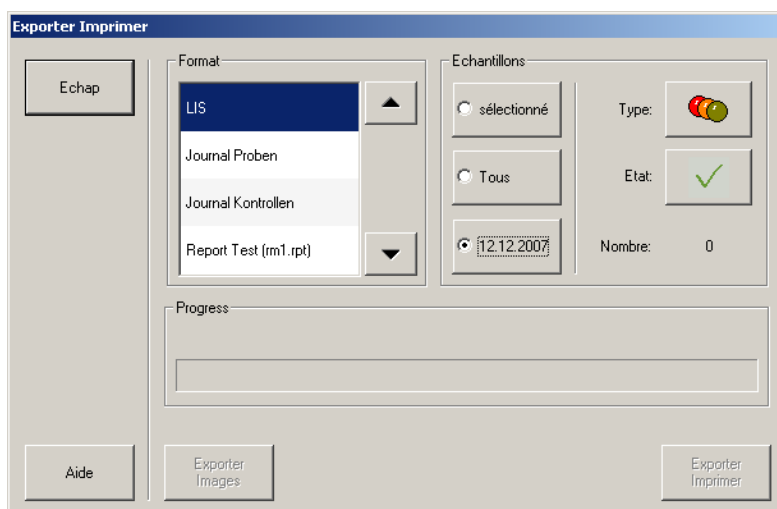 Exporter Imprimer
Echap
Format
LIS
Journal Proben
Journal Kontrollen
Report Test (rm1.rpt)
Echantillons
sélectionné
Tous
12.12.2007
Type:
Etat:
Nombre: 0
Progress
Aide
Exporter
Images
Exporter
Imprimer